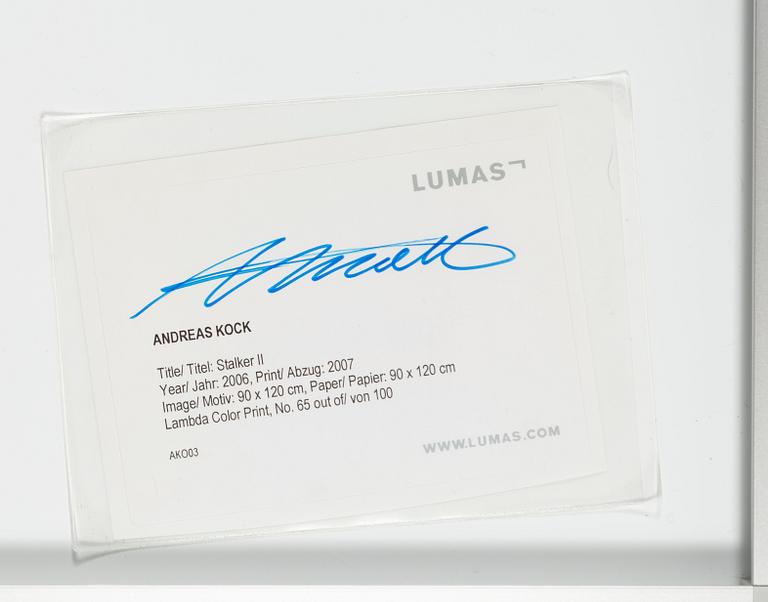 LUMAS
ANDREAS KOCK
Title/ Titel: Stalker II
Year/ Jahr: 2006, Print/ Abzug: 2007
Image/ Motiv: 90 x 120 cm, Paper/ Papier: 90 x 120 cm
Lambda Color Print, No. 65 out of/ von 100
AKO03
WWW.LUMAS.COM